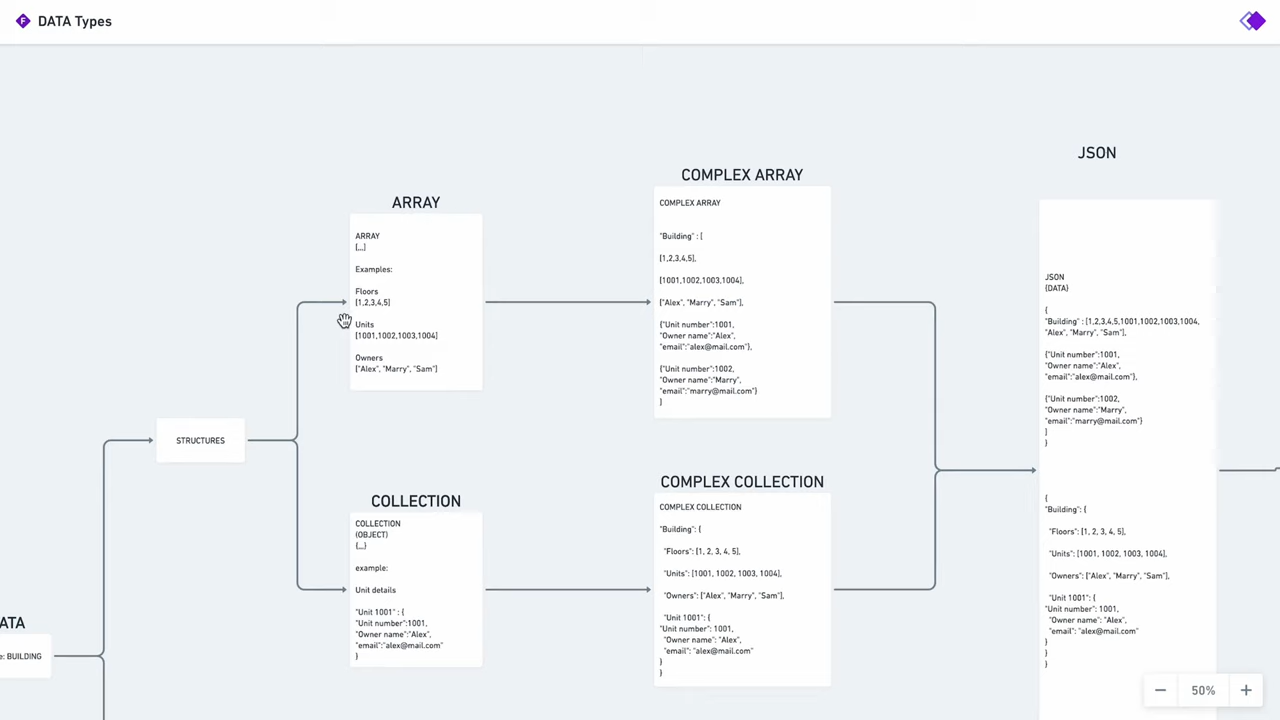 DATA Types
ARRAY
ARRAY
[...]
Examples:
Floors
[1,2,3,4,5]
Units
[1001,1002,1003,1004]
Owners
["Alex", "Marry", "Sam"]
COMPLEX ARRAY
COMPLEX ARRAY
"Building" : [
[1,2,3,4,5],
[1001,1002,1003,1004],
["Alex", "Marry", "Sam"],
{"Unit number":1001,
"Owner name":"Alex",
"email":"alex@mail.com"},
{"Unit number":1002,
"Owner name":"Marry",
"email":"marry@mail.com"}
]
JSON
JSON
(DATA)
{
"Building" : [1,2,3,4,5,1001,1002,1003,1004,
"Alex", "Marry", "Sam"],
{"Unit number":1001,
"Owner name":"Alex",
"email":"alex@mail.com"},
{"Unit number":1002,
"Owner name":"Marry",
"email":"marry@mail.com"}
]
}
{
"Building": {
"Floors": [1, 2, 3, 4, 5],
"Units": [1001, 1002, 1003, 1004],
"Owners": ["Alex", "Marry", "Sam"],
"Unit 1001": {
"Unit number": 1001,
"Owner name": "Alex",
"email": "alex@mail.com"
}
}
}
STRUCTURES
COLLECTION
COLLECTION
(OBJECT)
{...}
example:
Unit details
"Unit 1001" : {
"Unit number":1001,
"Owner name":"Alex",
"email":"alex@mail.com"
}
COMPLEX COLLECTION
COMPLEX COLLECTION
"Building": {
"Floors": [1, 2, 3, 4, 5],
"Units": [1001, 1002, 1003, 1004],
"Owners": ["Alex", "Marry", "Sam"],
"Unit 1001": {
"Unit number": 1001,
"Owner name": "Alex",
"email": "alex@mail.com"
}
}
ATA
e: BUILDING
50%